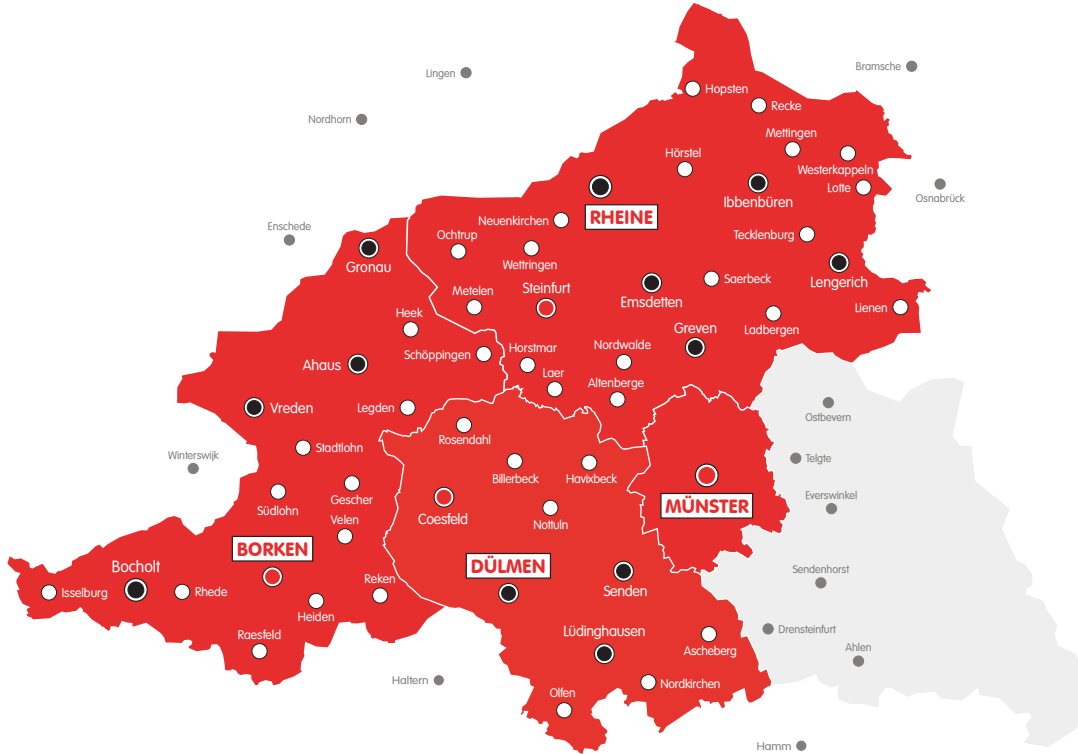 Lingen
Bramsche
Hopsten
Recke
Nordhorn
Mettingen
Hörstel
Westerkappeln
Lotte
Osnabrück
Ibbenbüren
RHEINE
Neuenkirchen
Enschede
Ochtrup
Tecklenburg
Gronau
Wettringen
Saerbeck
Lengerich
Steinfurt
Metelen
Emsdetten
Lienen
Heek
Greven
Ladbergen
Schöppingen
Horstmar
Nordwalde
Ahaus
Laer
Altenberge
Vreden
Legden
Ostbevern
Rosendahl
Stadtlohn
Winterswijk
Telgte
Billerbeck
Havixbeck
Gescher
Everswinkel
MÜNSTER
Südlohn
Coesfeld
Velen
Nottuln
BORKEN
DÜLMEN
Bocholt
Sendenhorst
Reken
Isselburg
Rhede
Senden
Heiden
Lüdinghausen
Drensteinfurt
Raesfeld
Ascheberg
Ahlen
Haltern
Nordkirchen
Olfen
Hamm